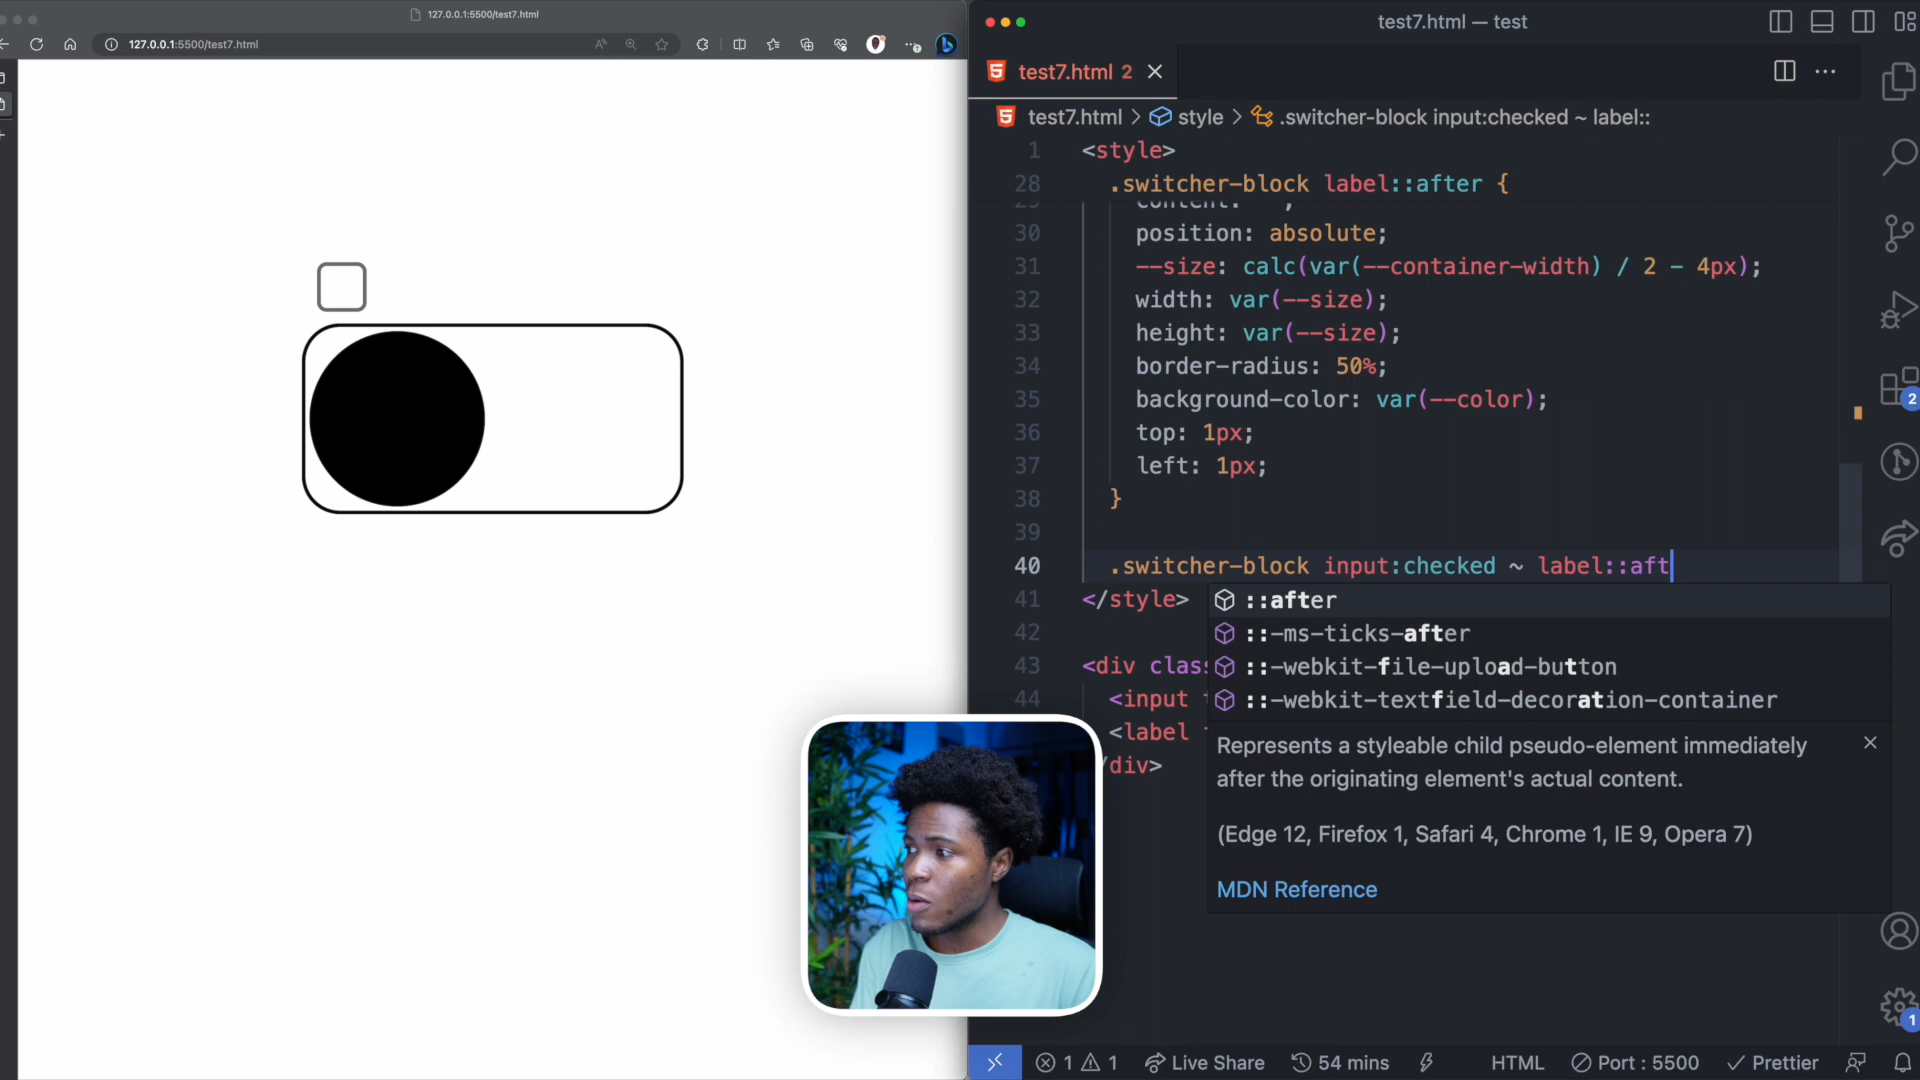 127.0.0.1:5500/test7.html
127.0.0.1:5500/test7.html
test7.html — test
test7.html 2
test7.html > style > .switcher-block input:checked ~ label::
1 <style>
28 .switcher-block label::after {
30 position: absolute;
31 --size: calc(var(--container-width) / 2 - 4px);
32 width: var(--size);
33 height: var(--size);
34 border-radius: 50%;
35 background-color: var(--color);
36 top: 1px;
37 left: 1px;
38 }
39
40 .switcher-block input:checked ~ label::aft
41 </style>
::after
42
::-ms-ticks-after
43 <div class
::-webkit-file-upload-button
44 <input
::-webkit-textfield-decoration-container
<label
Represents a styleable child pseudo-element immediately
after the originating element's actual content.
div>
(Edge 12, Firefox 1, Safari 4, Chrome 1, IE 9, Opera 7)
MDN Reference
2
1
1 1 Live Share 54 mins HTML Port : 5500 Prettier